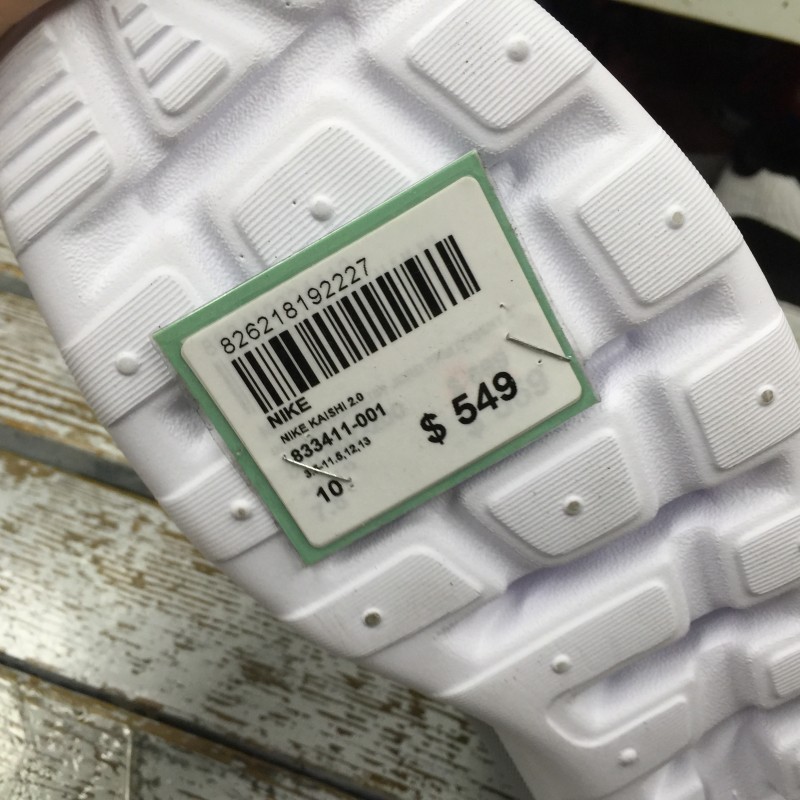 826218192227
NIKE
NIKE KAISHI 2.0
833411-001
$ 549
10